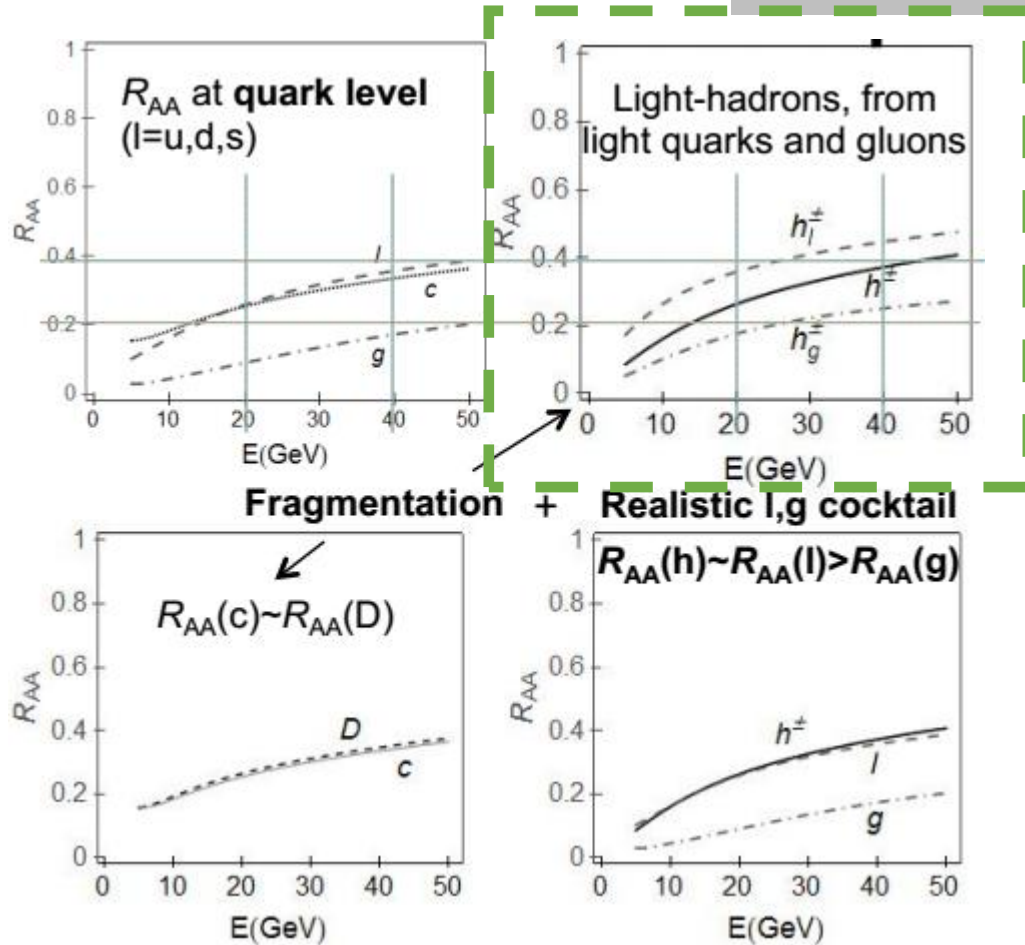 R_AA at quark level
(l=u,d,s)
1
0.8
0.6
0.4
0.2
0
R_AA
l
c
g
0 10 20 30 40 50
E(GeV)
Light-hadrons, from
light quarks and gluons
1
0.8
0.6
0.4
0.2
0
R_AA
h_l^±
h^±
h_g^±
0 10 20 30 40 50
E(GeV)
Fragmentation + Realistic l,g cocktail
R_AA(c)~R_AA(D)
1
0.8
0.6
0.4
0.2
0
R_AA
D
c
0 10 20 30 40 50
E(GeV)
R_AA(h)~R_AA(l)>R_AA(g)
1
0.8
0.6
0.4
0.2
0
R_AA
h^±
l
g
0 10 20 30 40 50
E(GeV)